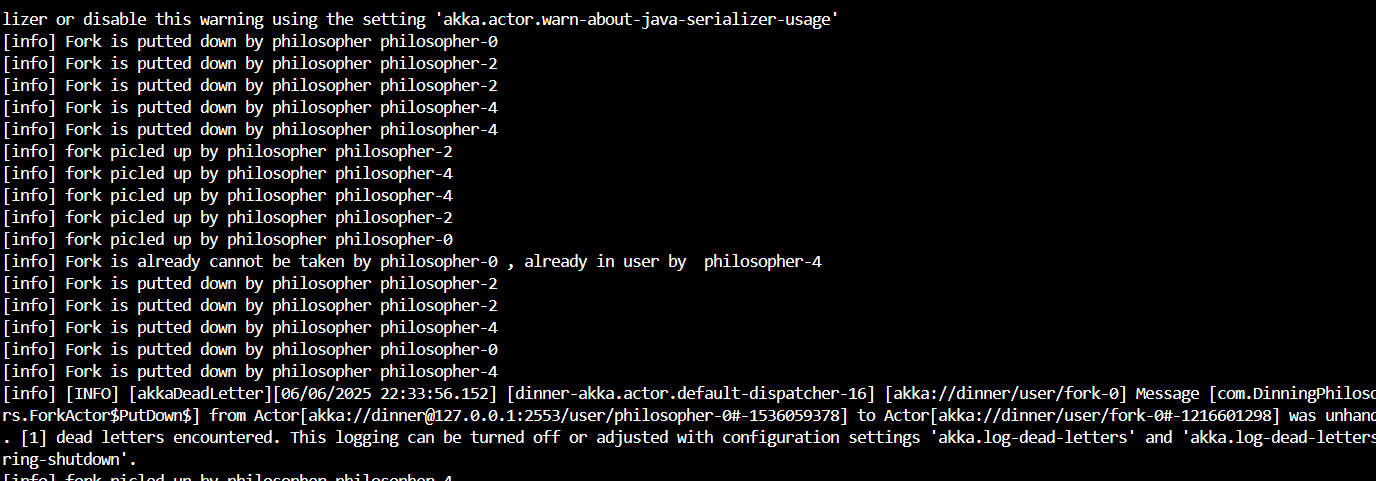 lizer or disable this warning using the setting 'akka.actor.warn-about-java-serializer-usage'
[info] Fork is putted down by philosopher philosopher-0
[info] Fork is putted down by philosopher philosopher-2
[info] Fork is putted down by philosopher philosopher-2
[info] Fork is putted down by philosopher philosopher-4
[info] Fork is putted down by philosopher philosopher-4
[info] fork picled up by philosopher philosopher-2
[info] fork picled up by philosopher philosopher-4
[info] fork picled up by philosopher philosopher-4
[info] fork picled up by philosopher philosopher-2
[info] fork picled up by philosopher philosopher-0
[info] Fork is already cannot be taken by philosopher-0 , already in user by  philosopher-4
[info] Fork is putted down by philosopher philosopher-2
[info] Fork is putted down by philosopher philosopher-2
[info] Fork is putted down by philosopher philosopher-4
[info] Fork is putted down by philosopher philosopher-0
[info] Fork is putted down by philosopher philosopher-4
[info] [INFO] [akkaDeadLetter][06/06/2025 22:33:56.152] [dinner-akka.actor.default-dispatcher-16] [akka://dinner/user/fork-0] Message [com.DinningPhilosc
rs.ForkActor$PutDown$] from Actor[akka://dinner@127.0.0.1:2553/user/philosopher-0#-1536059378] to Actor[akka://dinner/user/fork-0#-1216601298] was unhand
. [1] dead letters encountered. This logging can be turned off or adjusted with configuration settings 'akka.log-dead-letters' and 'akka.log-dead-letters
ring-shutdown'.
[info] fork picled up by philosopher philosopher-4